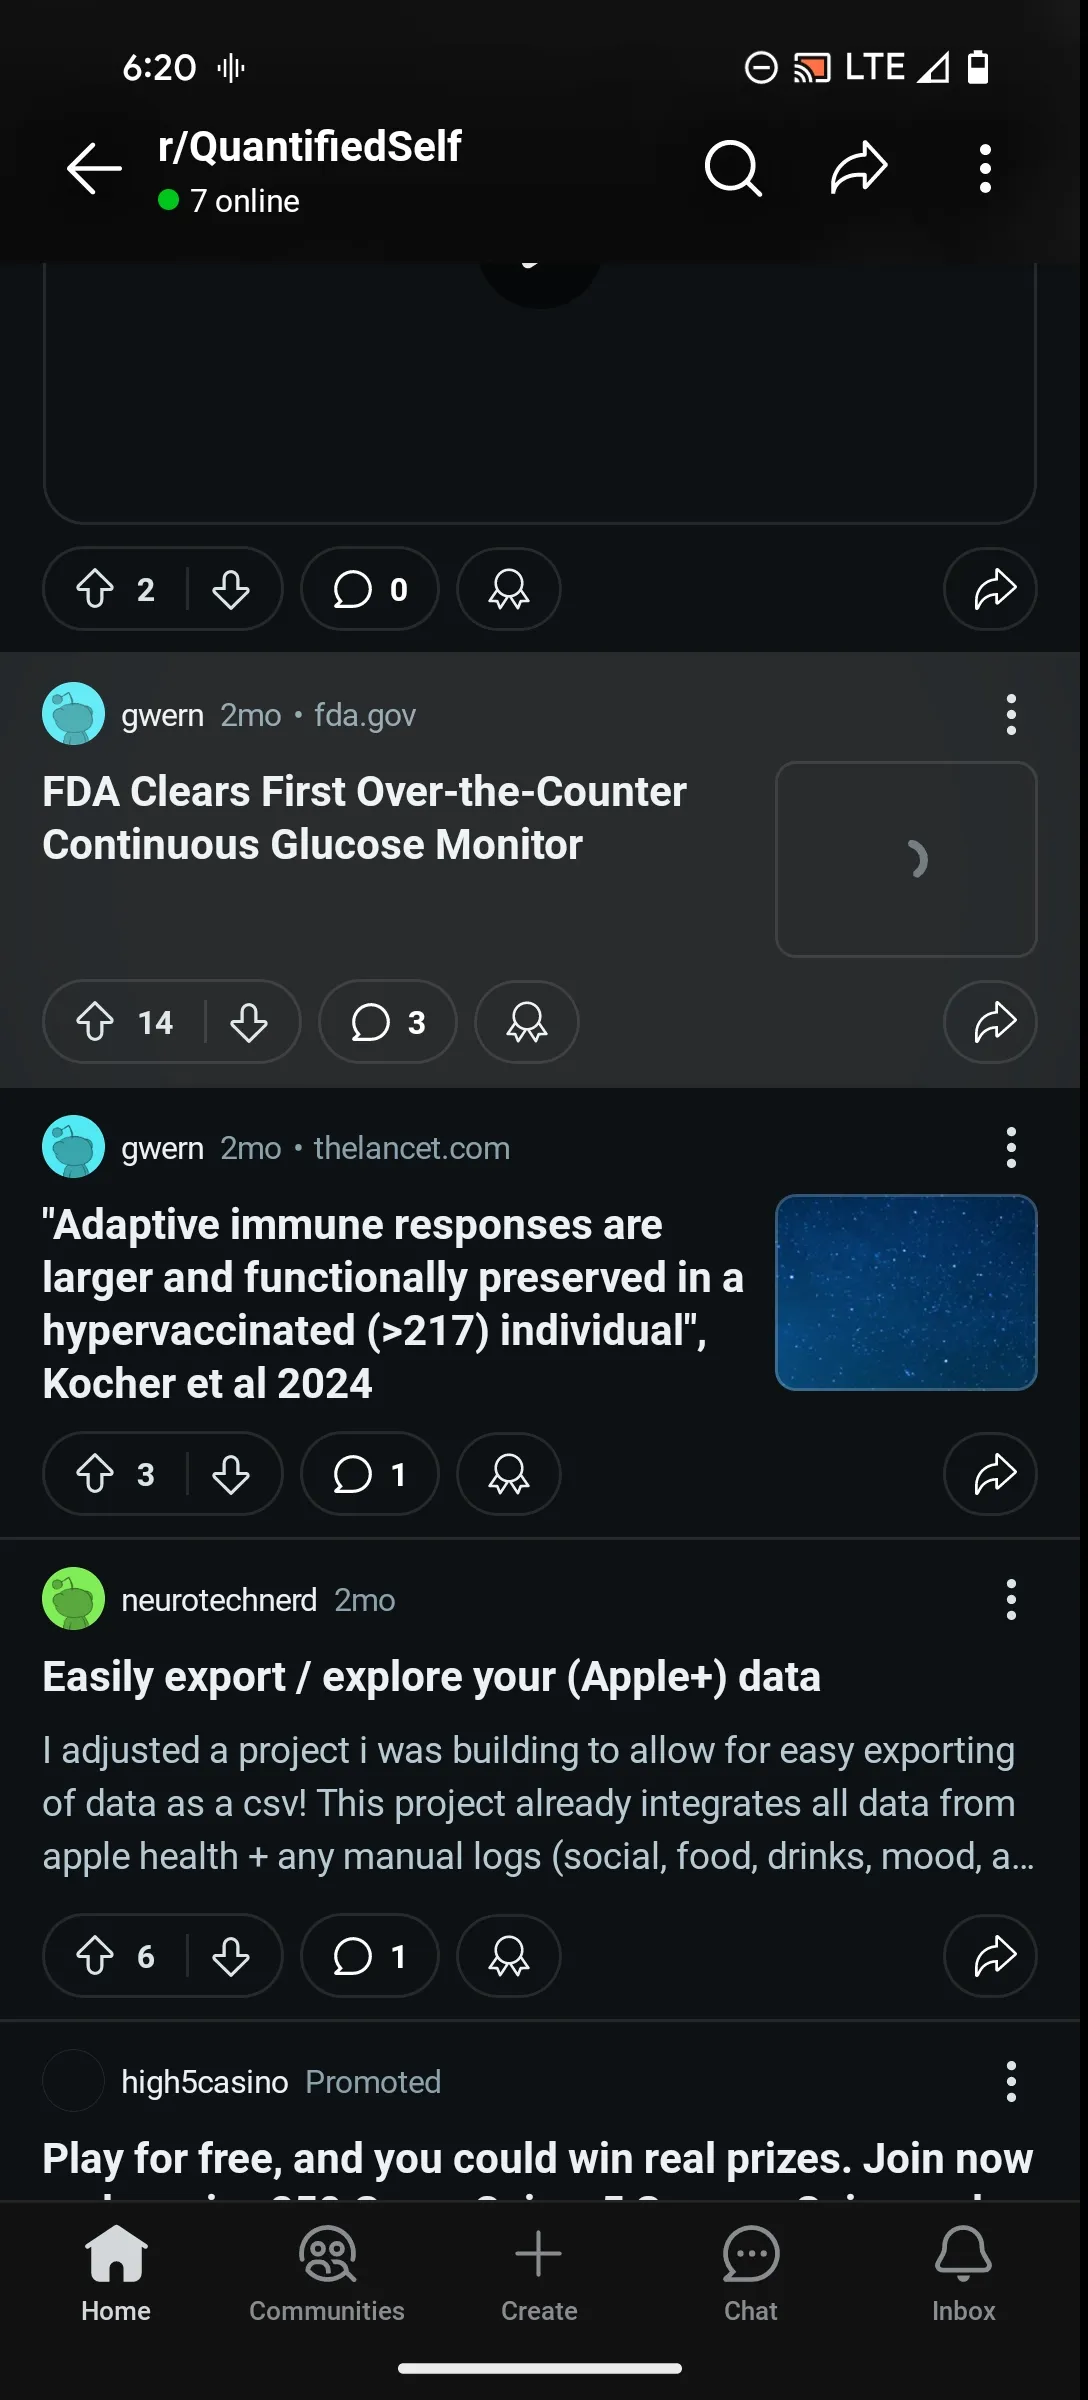 6:20
LTE
r/QuantifiedSelf
7 online
2
0
gwern 2mo • fda.gov
FDA Clears First Over-the-Counter
Continuous Glucose Monitor
14
3
gwern 2mo • thelancet.com
"Adaptive immune responses are
larger and functionally preserved in a
hypervaccinated (>217) individual",
Kocher et al 2024
3
1
neurotechnerd 2mo
Easily export / explore your (Apple+) data
I adjusted a project i was building to allow for easy exporting
of data as a csv! This project already integrates all data from
apple health + any manual logs (social, food, drinks, mood, a…
6
1
high5casino Promoted
Play for free, and you could win real prizes. Join now
Home
Communities
Create
Chat
Inbox